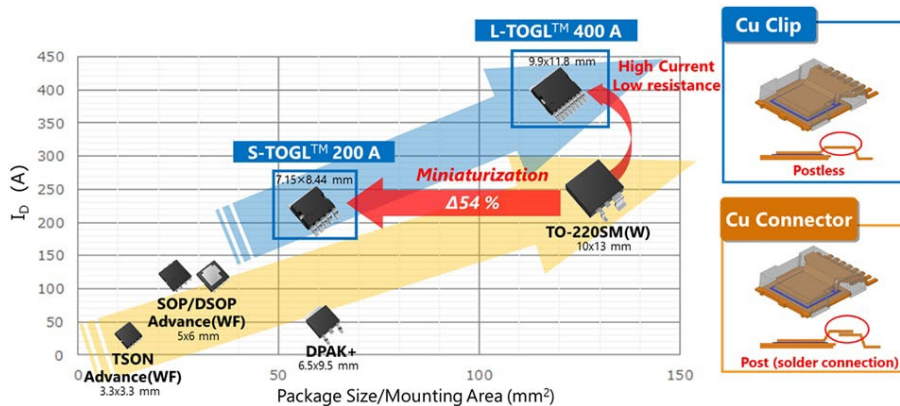 L-TOGL™ 400 A
9.9x11.8 mm
High Current
Low resistance
S-TOGL™ 200 A
7.15×8.44 mm
Miniaturization
Δ54 %
TO-220SM(W)
10x13 mm
SOP/DSOP
Advance(WF)
5x6 mm
TSON
Advance(WF)
3.3x3.3 mm
DPAK+
6.5x9.5 mm
I_D (A)
450
400
350
300
250
200
150
100
50
0
0
50
100
150
Package Size/Mounting Area (mm²)
Cu Clip
Postless
Cu Connector
Post (solder connection)